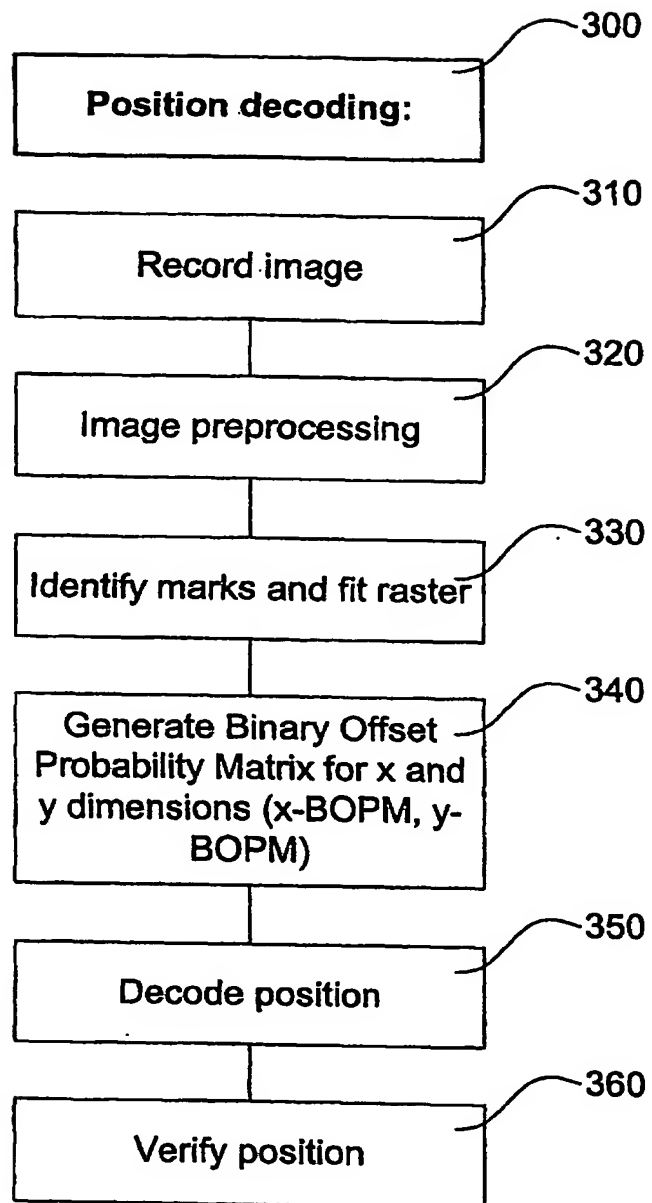 300
Position decoding:
310
Record image
320
Image preprocessing
330
Identify marks and fit raster
340
Generate Binary Offset
Probability Matrix for x and
y dimensions (x-BOPM, y-
BOPM)
350
Decode position
360
Verify position